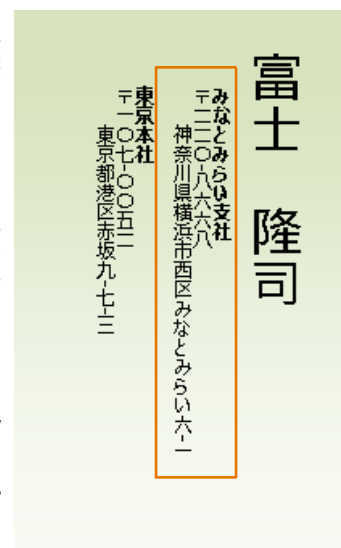 富士 隆司
みなとみらい支社
〒二二〇-八六六八
神奈川県横浜市西区みなとみらい六-一
東京本社
〒一〇七-〇〇五二
東京都港区赤坂九-七-三